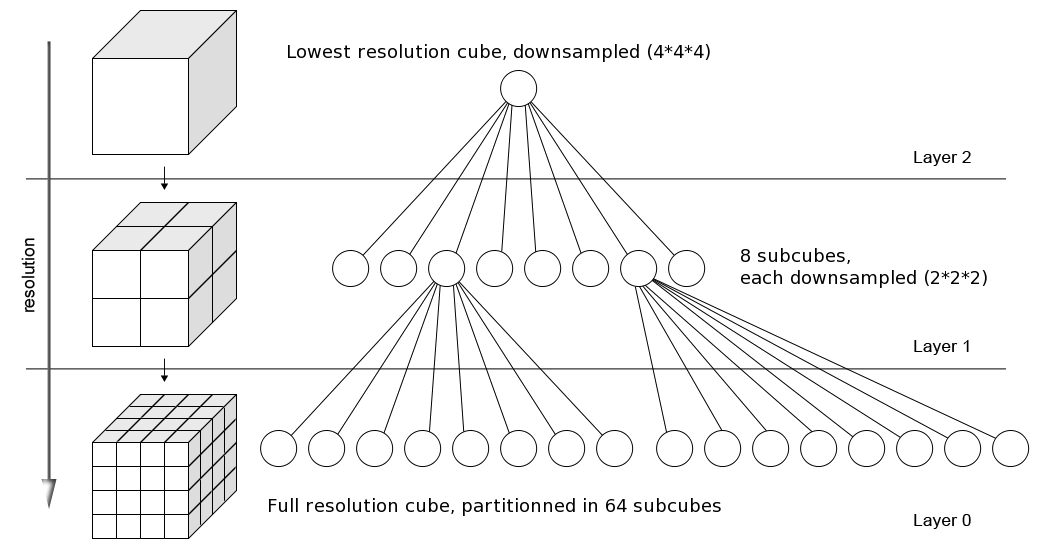 Lowest resolution cube, downsampled (4*4*4)
Layer 2
resolution
8 subcubes,
each downsampled (2*2*2)
Layer 1
Full resolution cube, partitionned in 64 subcubes
Layer 0